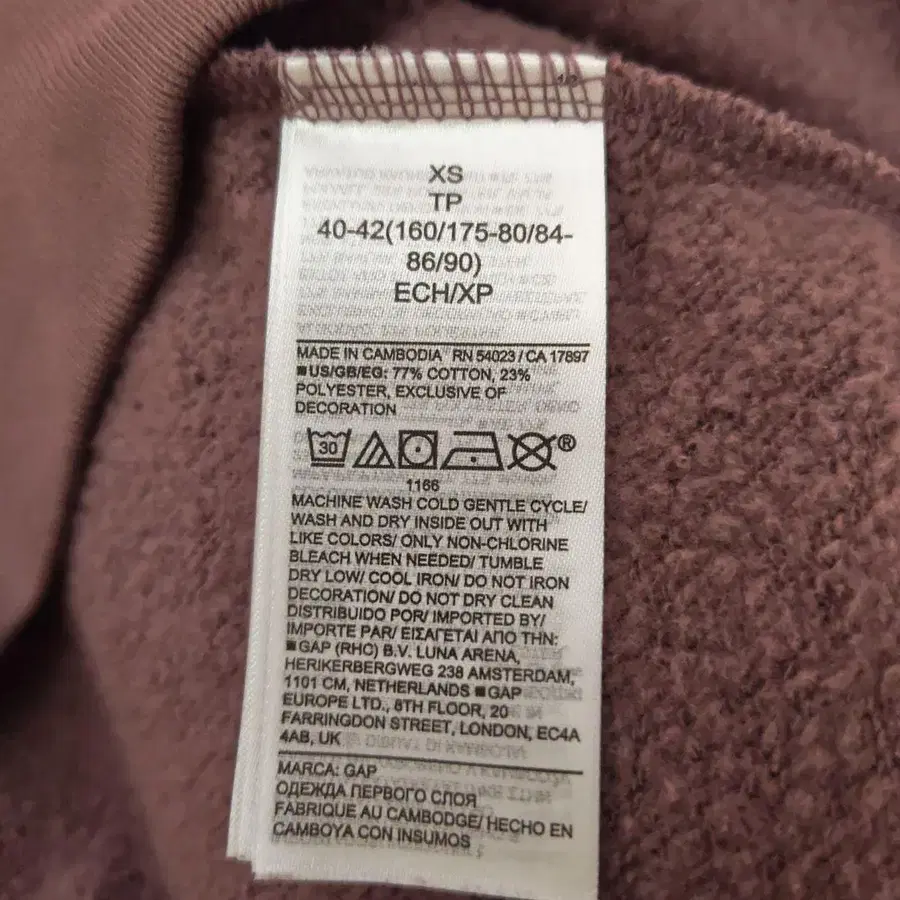 XS
TP
40-42(160/175-80/84-
86/90)
ECH/XP
MADE IN CAMBODIA RN 54023 / CA 17897
■US/GB/EG: 77% COTTON, 23%
POLYESTER, EXCLUSIVE OF
DECORATION
30
®
1166
MACHINE WASH COLD GENTLE CYCLE/
WASH AND DRY INSIDE OUT WITH
LIKE COLORS/ ONLY NON-CHLORINE
BLEACH WHEN NEEDED/ TUMBLE
DRY LOW/ COOL IRON/ DO NOT IRON
DECORATION/ DO NOT DRY CLEAN
DISTRIBUIDO POR/ IMPORTED BY/
IMPORTE PAR/ ΕΙΣΑΓΕΤΑΙ ΑΠΟ ΤΗΝ:
■GAP (RHC) B.V. LUNA ARENA,
HERIKERBERGWEG 238 AMSTERDAM,
1101 CM, NETHERLANDS ■GAP
EUROPE LTD., 8TH FLOOR, 20
FARRINGDON STREET, LONDON, EC4A
4AB, UK
MARCA: GAP
ОДЕЖДА ПЕРВОГО СЛОЯ
FABRIQUE AU CAMBODGE/ HECHO EN
CAMBOYA CON INSUMOS